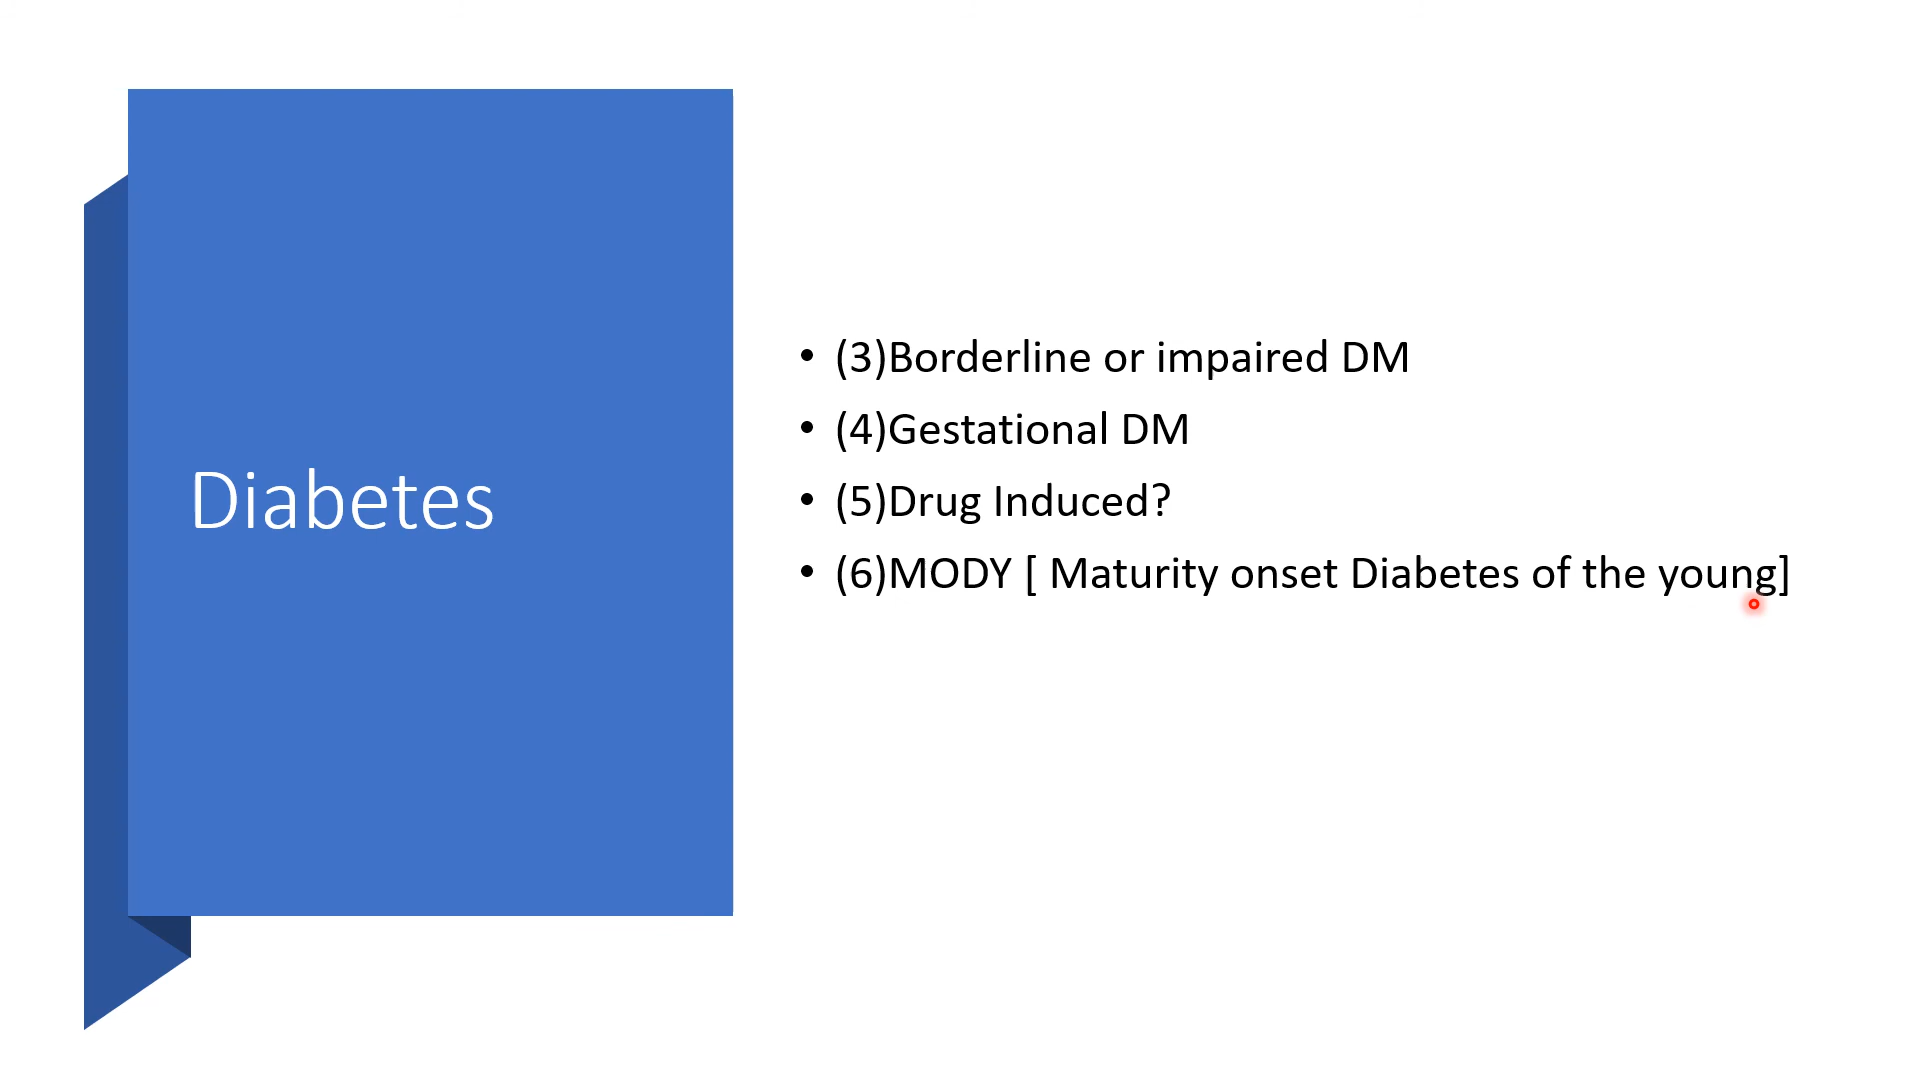 Diabetes
• (3)Borderline or impaired DM
• (4)Gestational DM
• (5)Drug Induced?
• (6)MODY [ Maturity onset Diabetes of the young]